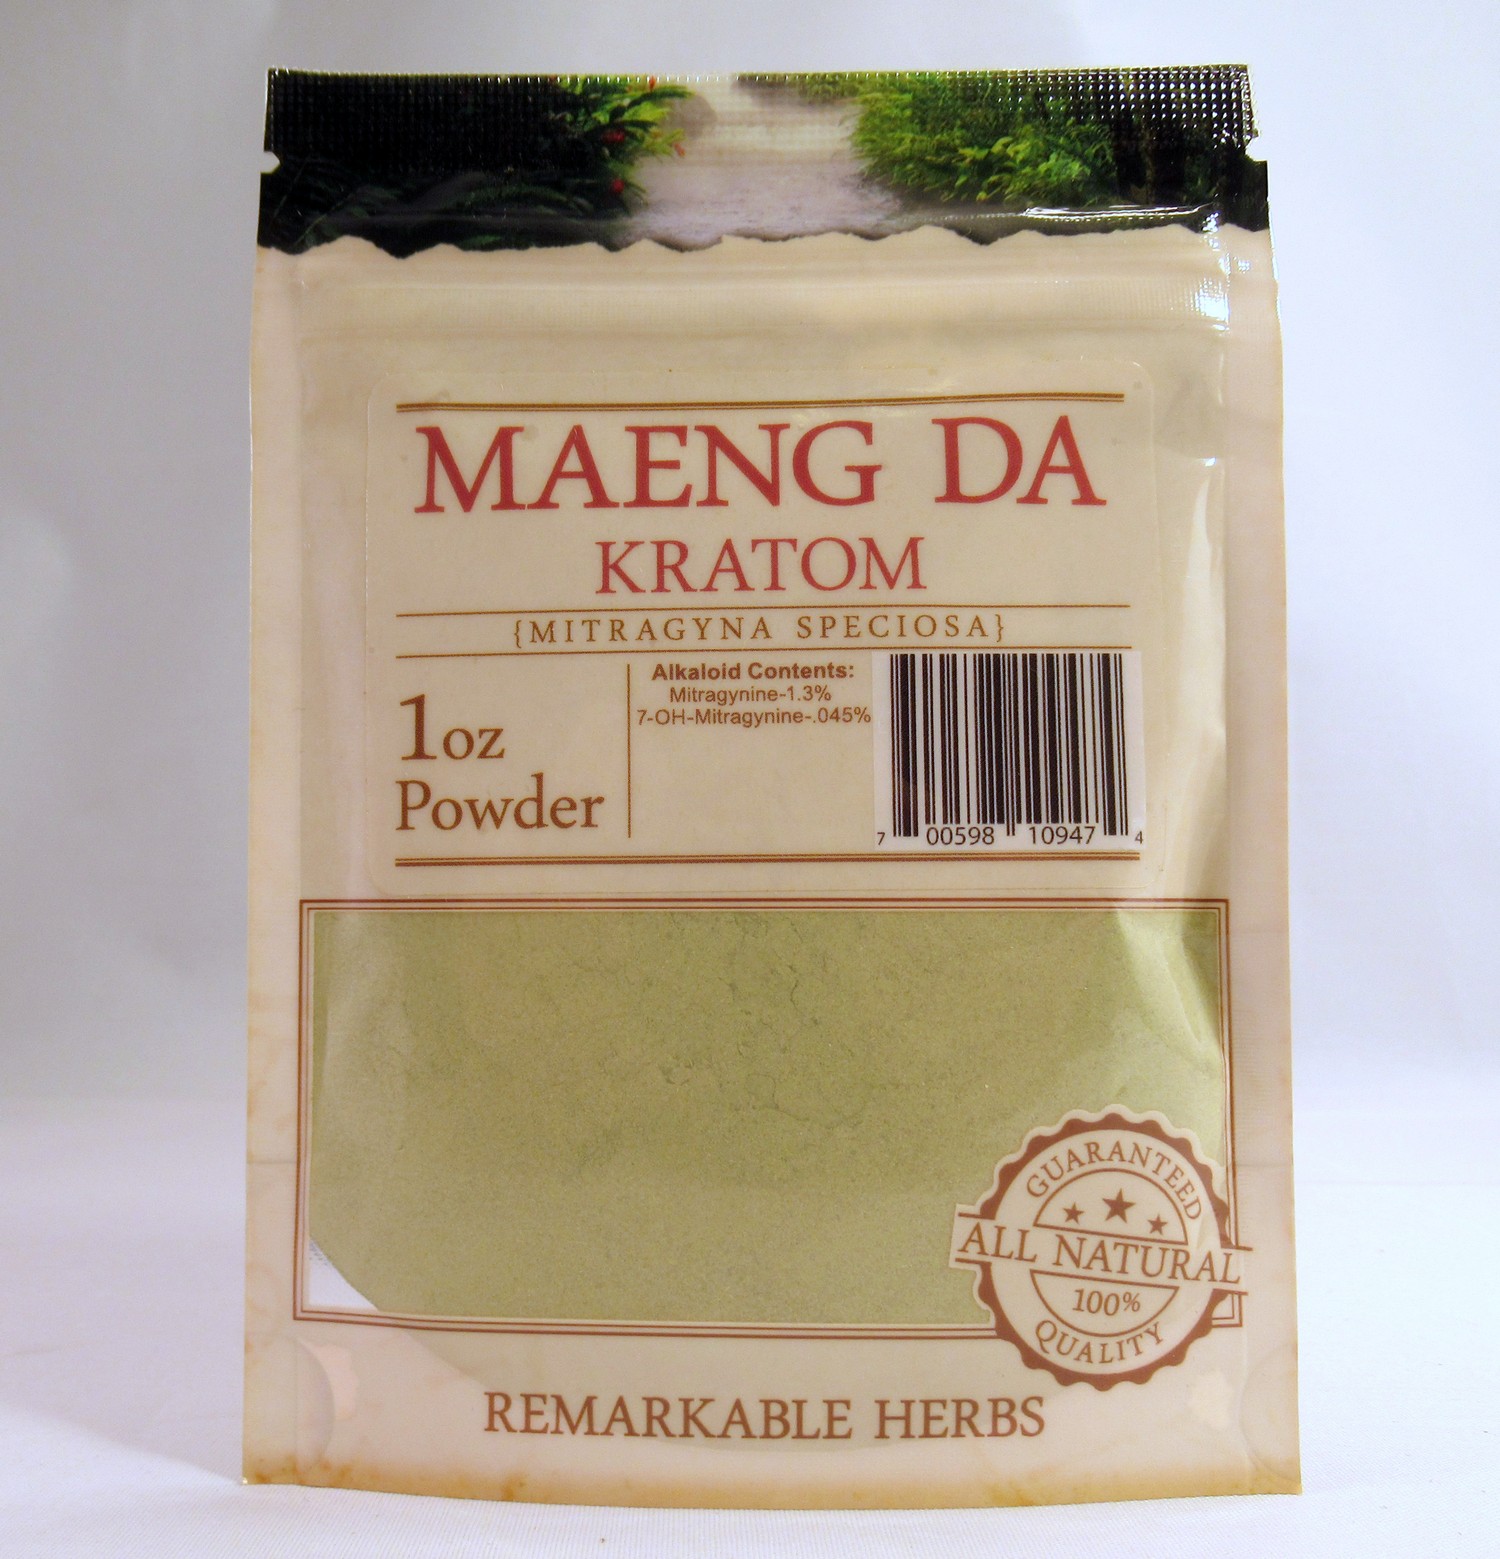 MAENG DA
KRATOM
{MITRAGYNA SPECIOSA}
1oz
Powder
Alkaloid Contents:
Mitragynine-1.3%
7-OH-Mitragynine-.045%
7 00598 10947 4
GUARANTEED
ALL NATURAL
100%
QUALITY
REMARKABLE HERBS